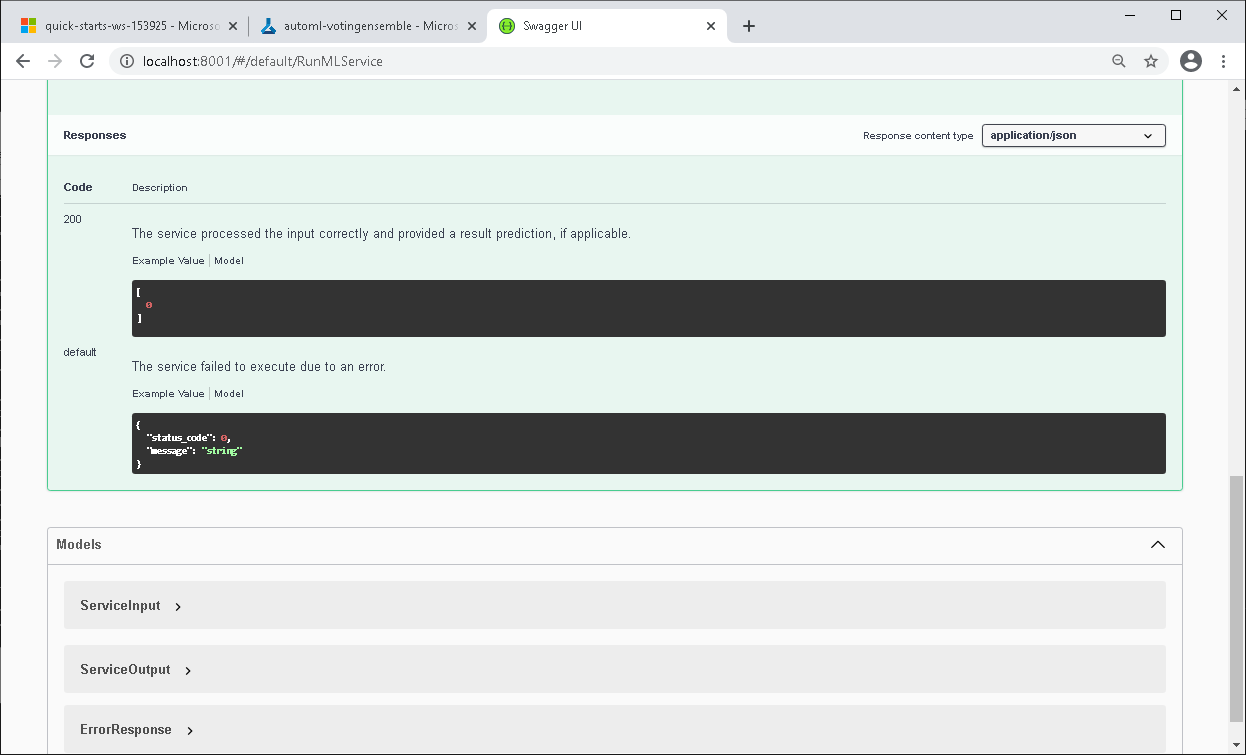 quick-starts-ws-153925 - Microso
automl-votingensemble - Micros
Swagger UI
localhost:8001/#/default/RunMLService
Responses
Response content type
application/json
Code Description
200
The service processed the input correctly and provided a result prediction, if applicable.
Example Value Model
[
0
]
default
The service failed to execute due to an error.
Example Value Model
{
"status_code": 0,
"message": "string"
}
Models
ServiceInput
ServiceOutput
ErrorResponse